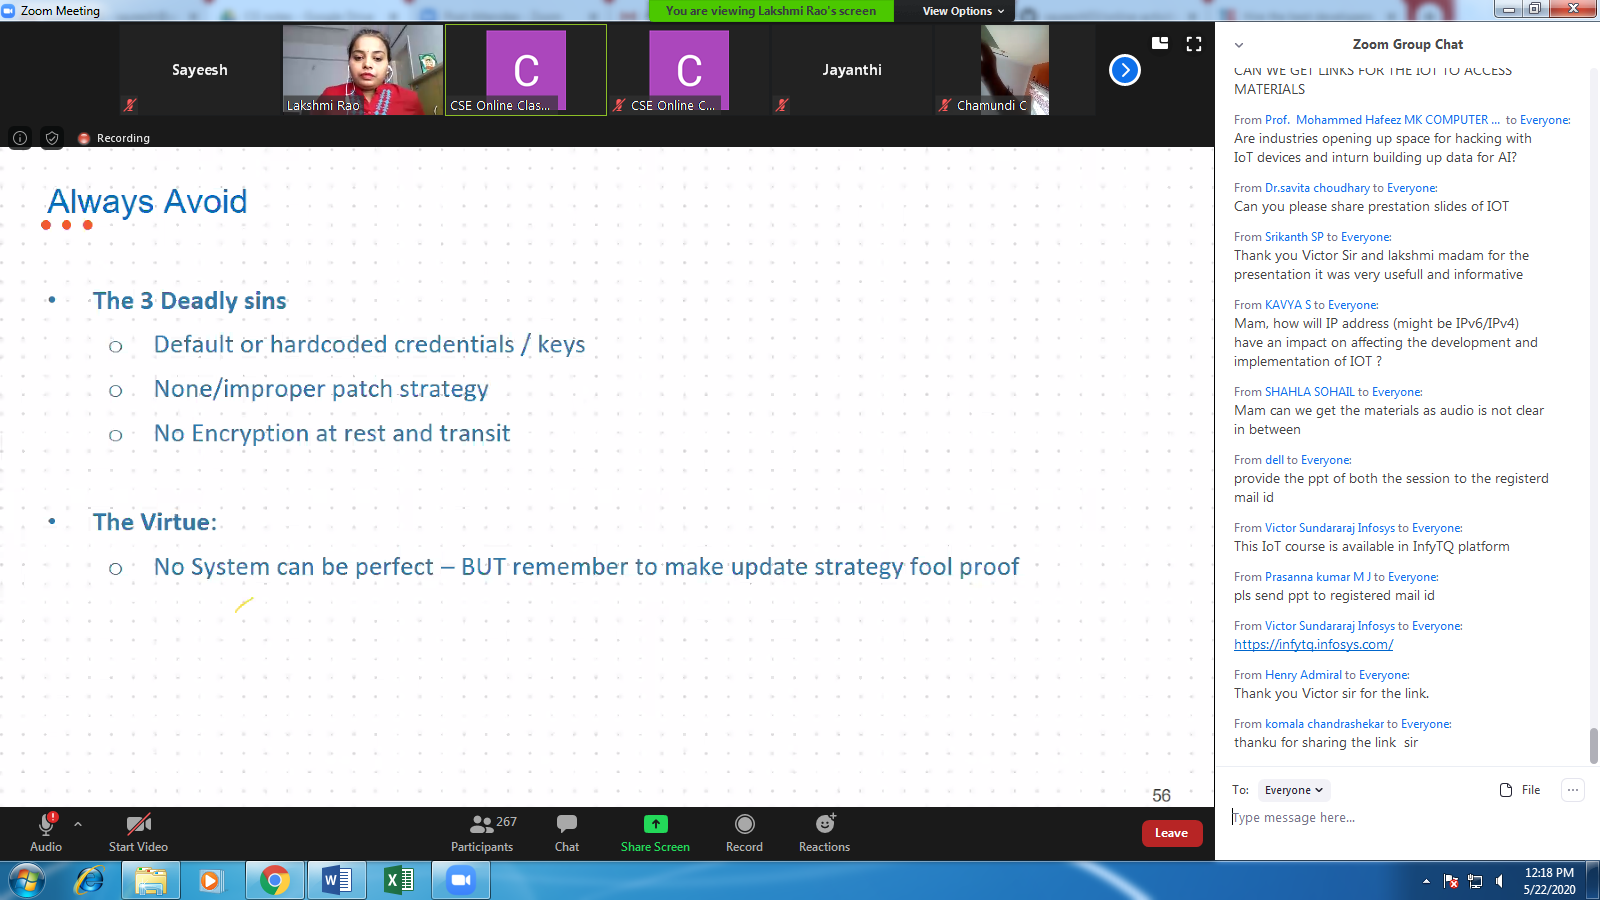 Zoom Meeting
You are viewing Lakshmi Rao's screen
View Options
Sayeesh
Lakshmi Rao
C
CSE Online Clas...
C
CSE Online C...
Jayanthi
Chamundi C
Recording
Always Avoid
• The 3 Deadly sins
o Default or hardcoded credentials / keys
o None/improper patch strategy
o No Encryption at rest and transit
• The Virtue:
o No System can be perfect – BUT remember to make update strategy fool proof
56
Zoom Group Chat
CAN WE GET LINKS FOR THE IOT TO ACCESS
MATERIALS
From Prof. Mohammed Hafeez MK COMPUTER ... to Everyone:
Are industries opening up space for hacking with
IoT devices and inturn building up data for AI?
From Dr.savita choudhary to Everyone:
Can you please share prestation slides of IOT
From Srikanth SP to Everyone:
Thank you Victor Sir and lakshmi madam for the
presentation it was very usefull and informative
From KAVYA S to Everyone:
Mam, how will IP address (might be IPv6/IPv4)
have an impact on affecting the development and
implementation of IOT ?
From SHAHLA SOHAIL to Everyone:
Mam can we get the materials as audio is not clear
in between
From dell to Everyone:
provide the ppt of both the session to the registerd
mail id
From Victor Sundararaj Infosys to Everyone:
This IoT course is available in InfyTQ platform
From Prasanna kumar M J to Everyone:
pls send ppt to registered mail id
From Victor Sundararaj Infosys to Everyone:
https://infytq.infosys.com/
From Henry Admiral to Everyone:
Thank you Victor sir for the link.
From komala chandrashekar to Everyone:
thanku for sharing the link sir
To: Everyone
File
Type message here...
Audio
Start Video
267
Participants
Chat
Share Screen
Record
Reactions
Leave
12:18 PM
5/22/2020